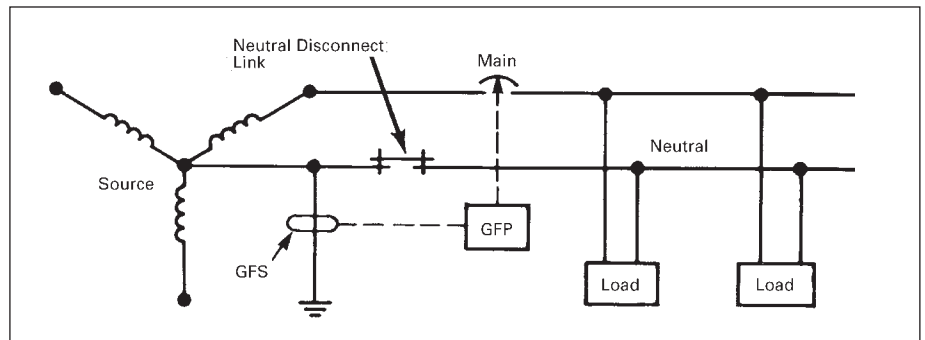 Neutral Disconnect
Link
Main
Neutral
Source
GFP
GFS
Load
Load